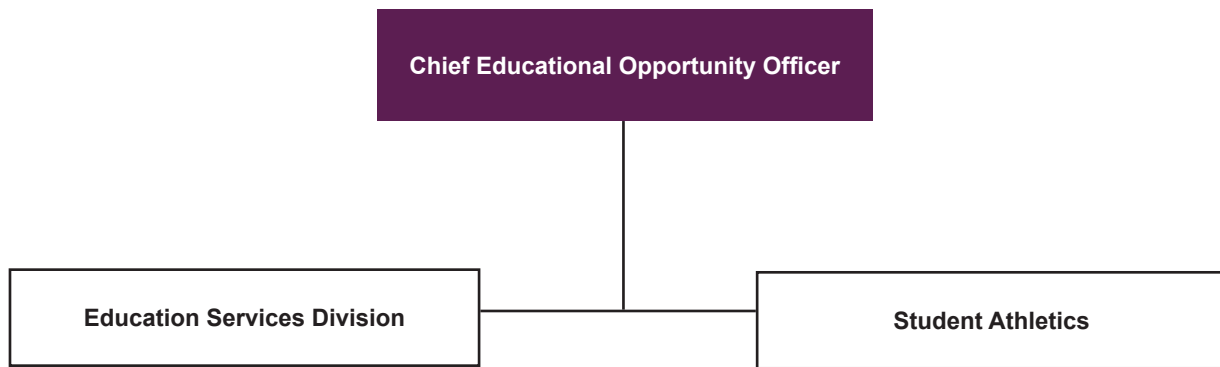 Chief Educational Opportunity Officer
Education Services Division
Student Athletics